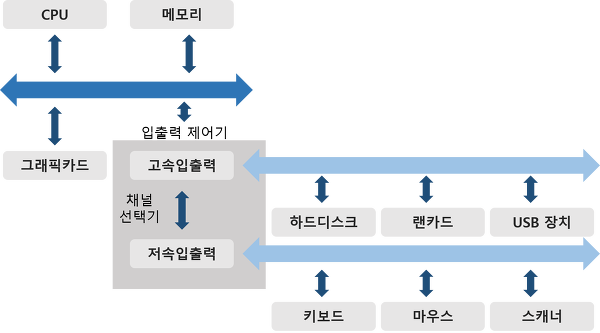 CPU
메모리
입출력 제어기
그래픽카드
고속입출력
채널
선택기
하드디스크
랜카드
USB 장치
저속입출력
키보드
마우스
스캐너